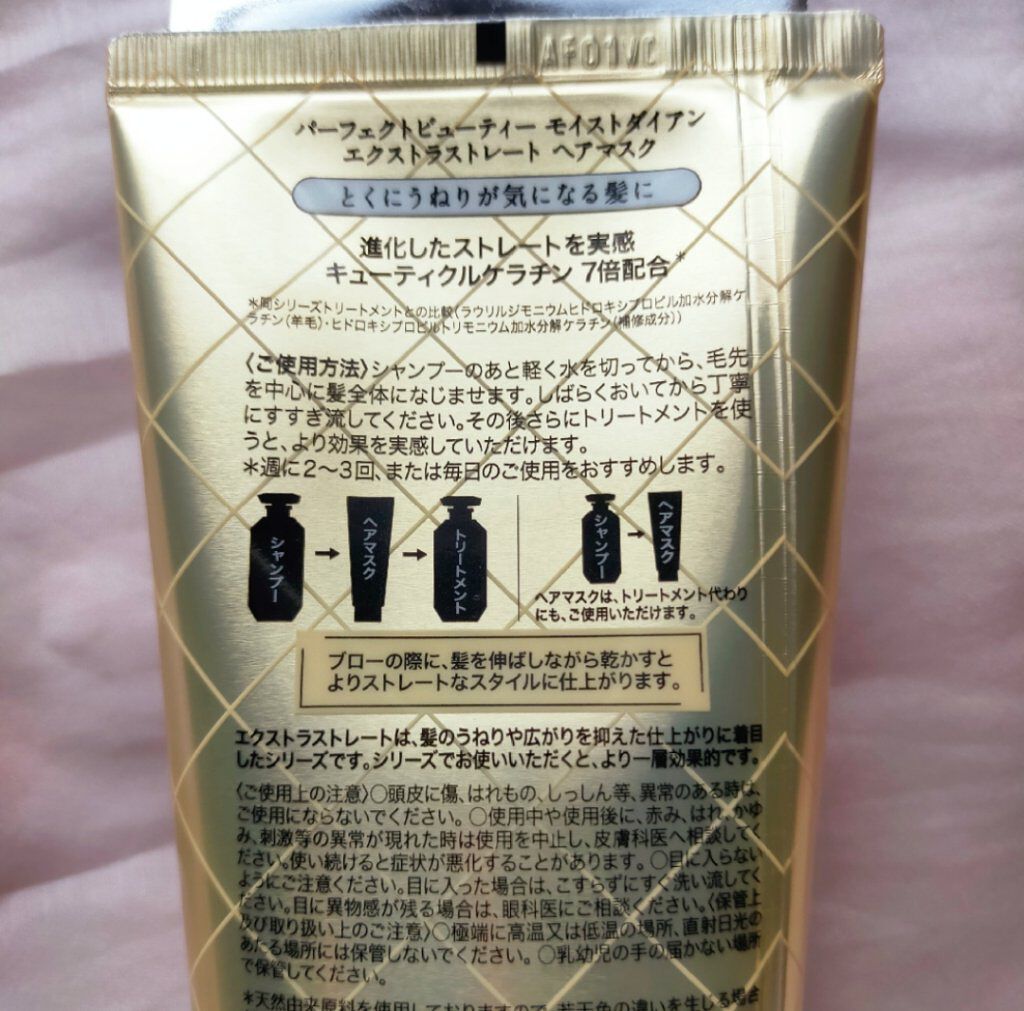 AF01VC
パーフェクトビューティー モイストダイアン
エクストラストレート ヘアマスク
とくにうねりが気になる髪に
進化したストレートを実感
キューティクルケラチン 7倍配合*
*同シリーズトリートメントとの比較(ラウリルジモニウムヒドロキシプロピル加水分解ケ
ラチン(羊毛)・ヒドロキシプロピルトリモニウム加水分解ケラチン(補修成分))
〈ご使用方法〉シャンプーのあと軽く水を切ってから、毛先
を中心に髪全体になじませます。しばらくおいてから丁寧
にすすぎ流してください。その後さらにトリートメントを使
うと、より効果を実感していただけます。
*週に2〜3回、または毎日のご使用をおすすめします。
シャンプー
→
ヘアマスク
→
トリートメント
シャンプー
→
ヘアマスク
ヘアマスクは、トリートメント代わり
にも、ご使用いただけます。
ブローの際に、髪を伸ばしながら乾かすと
よりストレートなスタイルに仕上がります。
エクストラストレートは、髪のうねりや広がりを抑えた仕上がりに着目
したシリーズです。シリーズでお使いいただくと、より一層効果的です。
〈ご使用上の注意〉○頭皮に傷、はれもの、しっしん等、異常のある時は、
ご使用にならないでください。○使用中や使用後に、赤み、はれ、かゆ
み、刺激等の異常が現れた時は使用を中止し、皮膚科医へ相談してく
ださい。使い続けると症状が悪化することがあります。○目に入らない
ようにご注意ください。目に入った場合は、こすらずにすぐ洗い流してく
ださい。目に異物感が残る場合は、眼科医にご相談ください。〈保管上
及び取り扱い上のご注意〉○極端に高温又は低温の場所、直射日光の
あたる場所には保管しないでください。○乳幼児の手の届かない場所
で保管してください。
*天然由来原料を使用しておりますので、若干色の違いを生じる場合